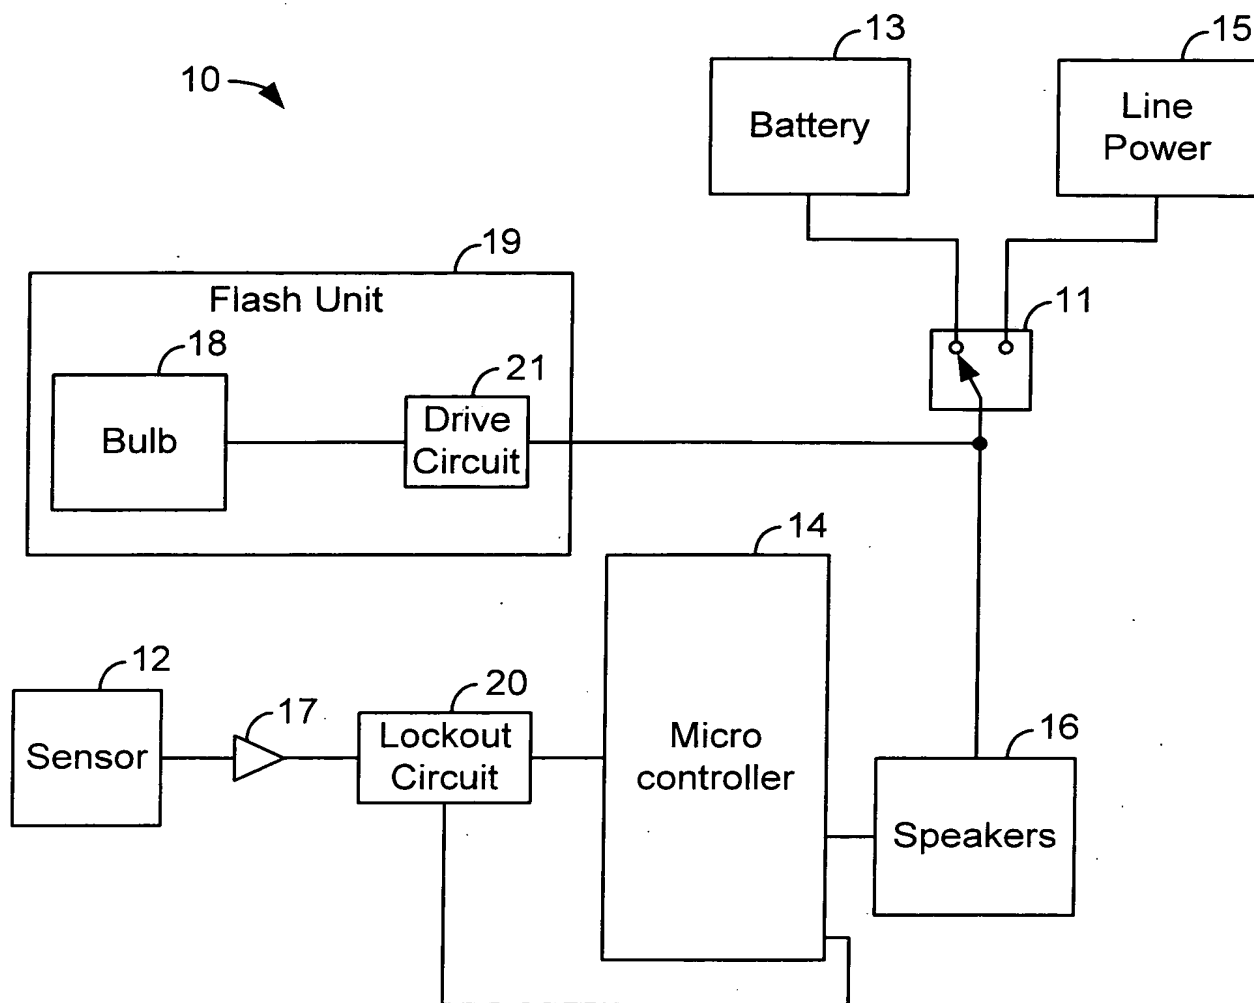 13
15
10
Battery
Line
Power
19
Flash Unit
11
18
21
Bulb
Drive
Circuit
14
12
20
17
16
Sensor
Lockout
Circuit
Micro
controller
Speakers